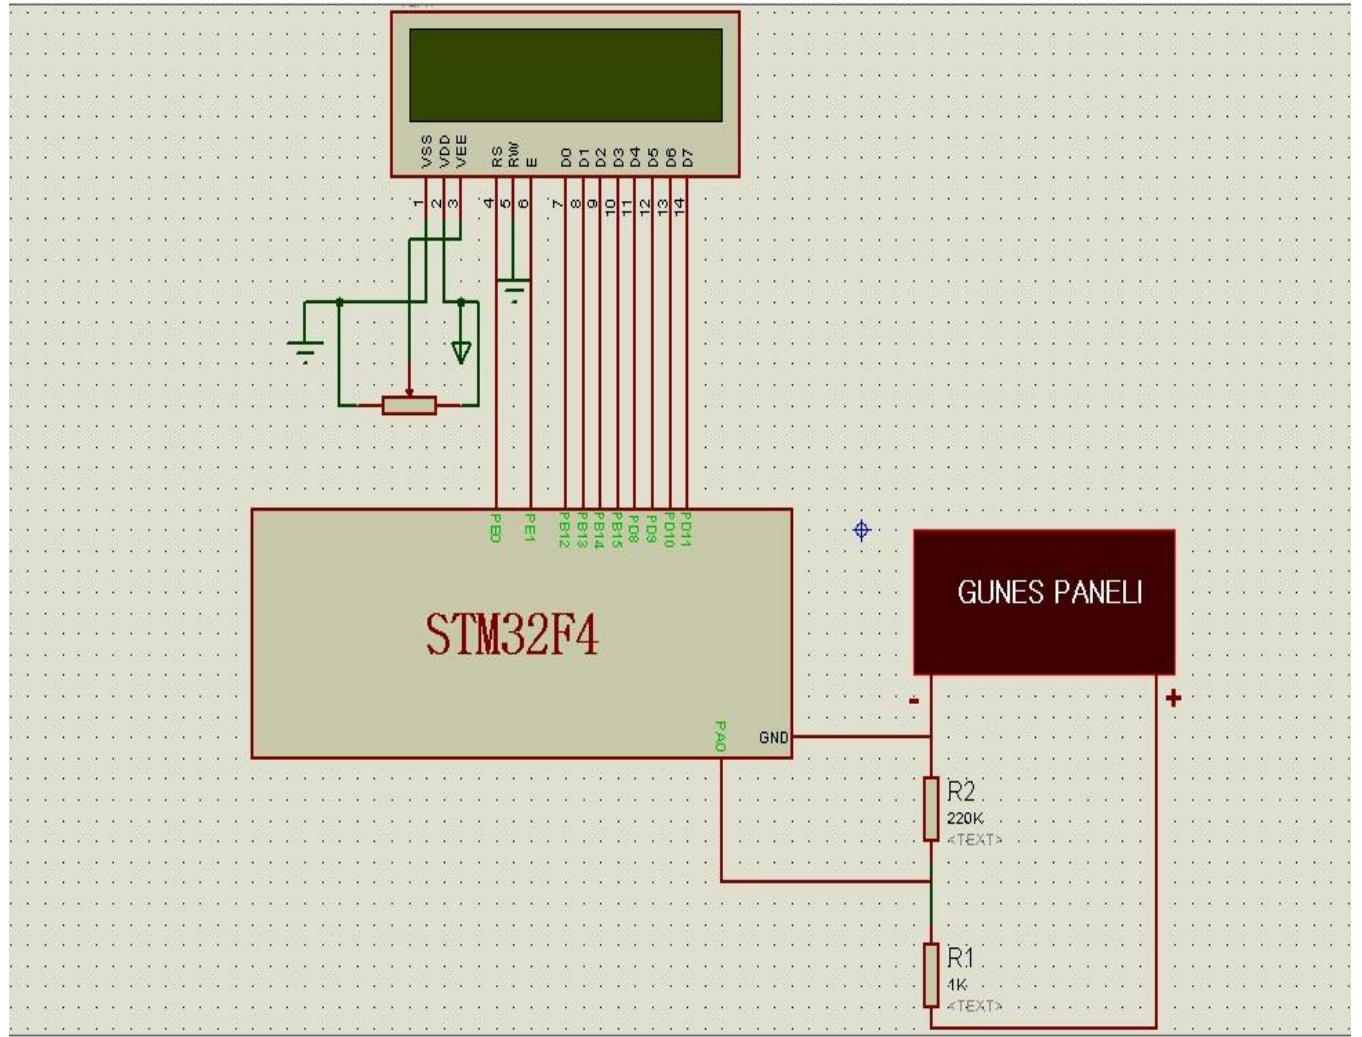 VSS
VDD
VEE
RS
RW
E
D0
D1
D2
D3
D4
D5
D6
D7
1
2
3
4
5
6
7
8
9
10
11
12
13
14
PE0
PE1
PB12
PB13
PB14
PB15
PD8
PD9
PD10
PD11
STM32F4
GUNES PANELI
-
+
PA0
GND
R2
220K
<TEXT>
R1
1K
<TEXT>